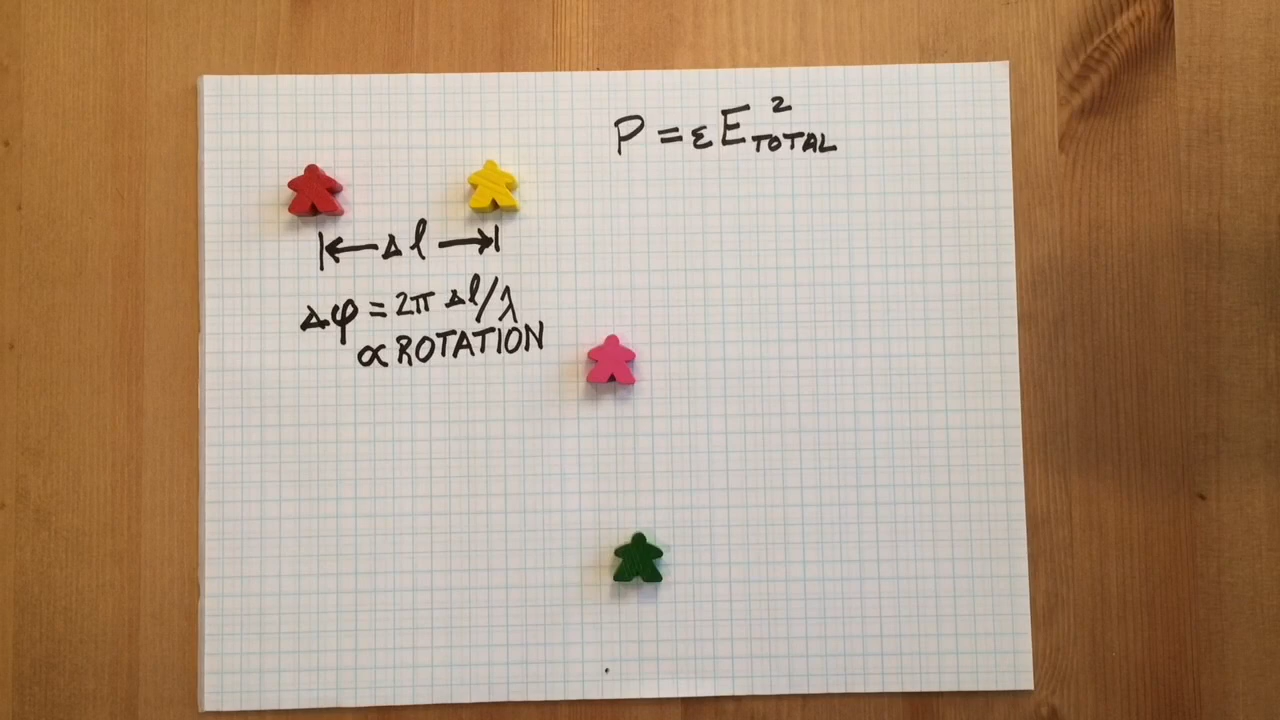 P = εE²TOTAL
|← Δl →|
Δφ = 2π Δl/λ
∝ ROTATION